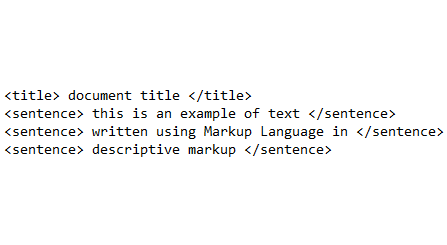 <title> document title </title>
<sentence> this is an example of text </sentence>
<sentence> written using Markup Language in </sentence>
<sentence> descriptive markup </sentence>